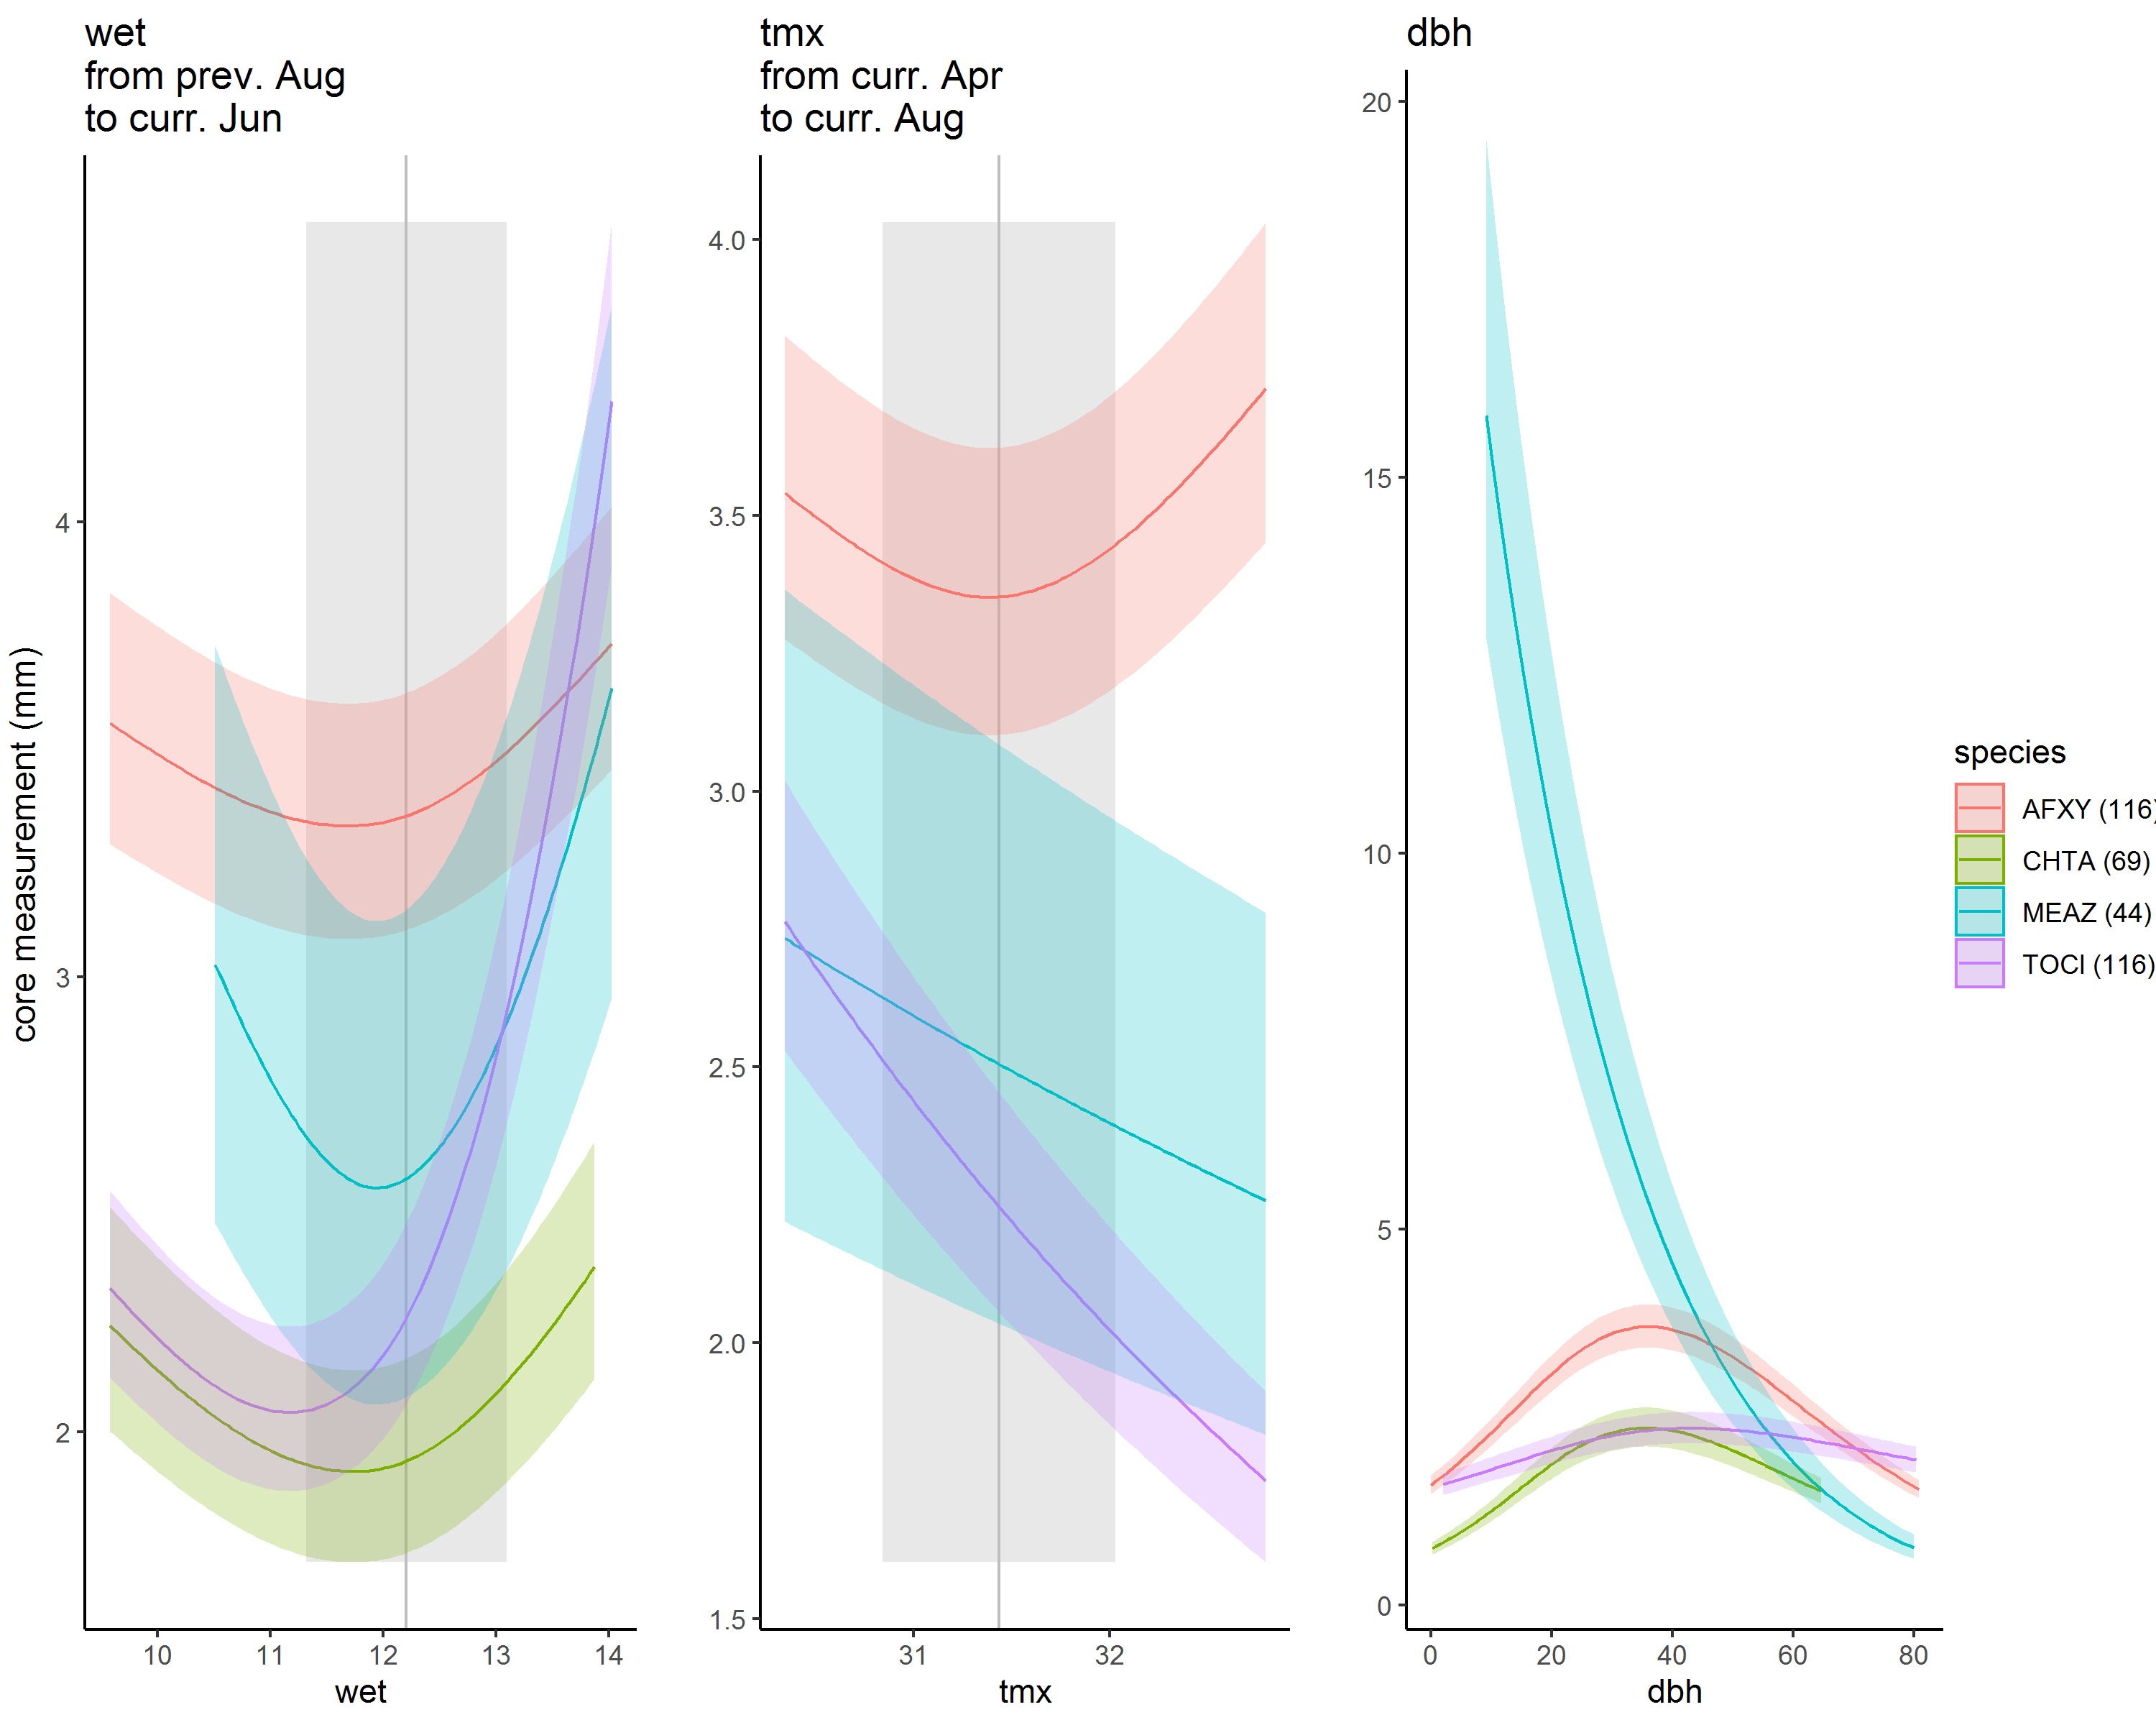 wet
from prev. Aug
to curr. Jun
core measurement (mm)
4
3
2
10 11 12 13 14
wet
tmx
from curr. Apr
to curr. Aug
4.0
3.5
3.0
2.5
2.0
1.5
31 32
tmx
dbh
20
15
10
5
0
0 20 40 60 80
dbh
species
AFXY (116)
CHTA (69)
MEAZ (44)
TOCI (116)